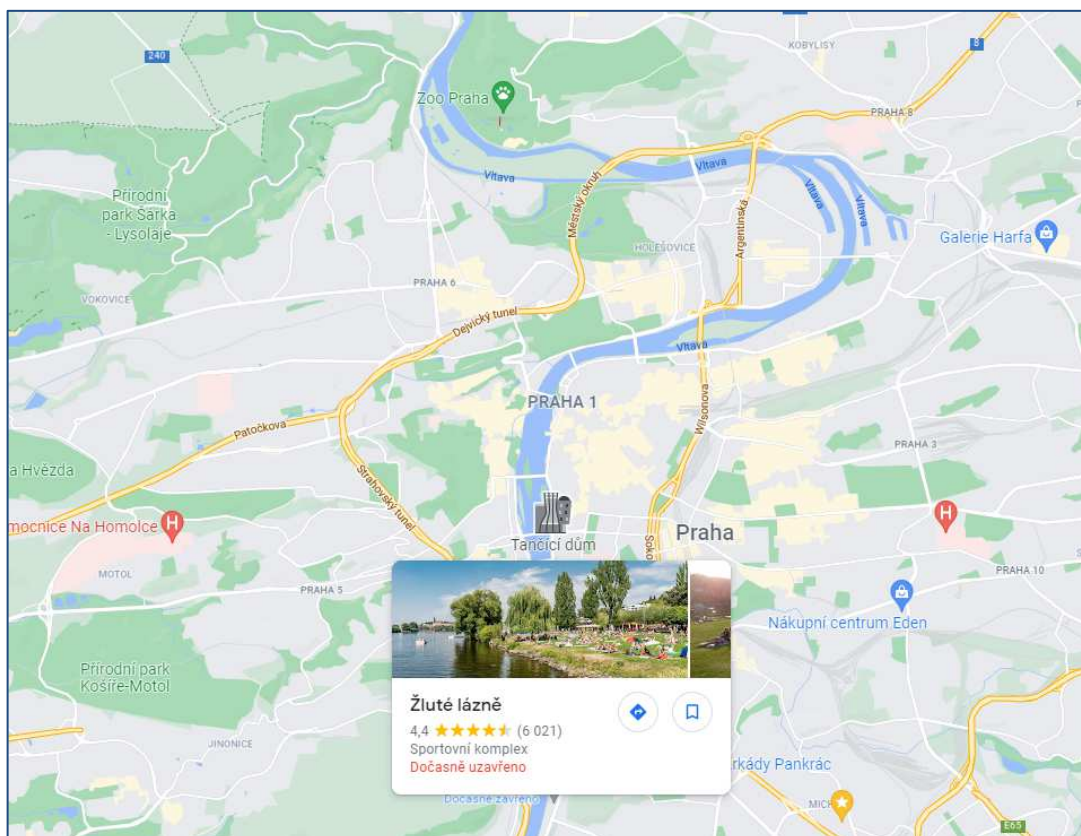 KOBYLISY
240
8
Zoo Praha
PRAHA 8
Vltava
Vltava
Městský okruh
Přírodní
park Šárka
- Lysolaje
Argentinská
Vltava
Vltava
HOLEŠOVICE
Galerie Harfa
PRAHA 6
VOKOVICE
Dejvický tunel
Vltava
Wilsonova
PRAHA 1
Patočkova
PRAHA 3
a Hvězda
Strahovský tunel
mocnice Na Homolce
H
H
Tančící dům
Soko
Praha
MOTOL
PRAHA 5
PRAHA 10
Nákupní centrum Eden
Přírodní park
Košíře-Motol
Žluté lázně
4,4 (6 021)
Sportovní komplex
Dočasně uzavřeno
JINONICE
rkády Pankrác
Dočasně zavřeno
MICH
E65